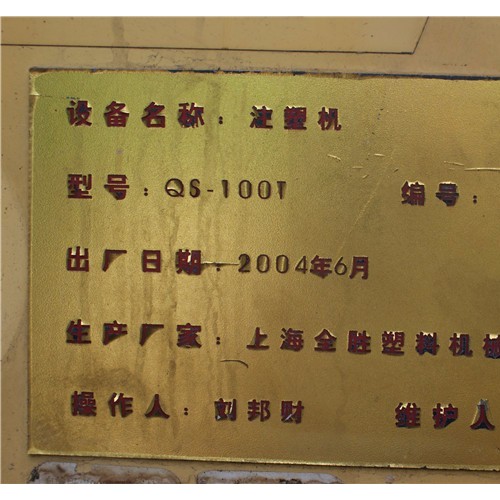 设备名称：注塑机
型号：QS-100T 编号：
出厂日期：2004年6月
生产厂家：上海全胜塑料机械
操作人：刘邦财 维护人